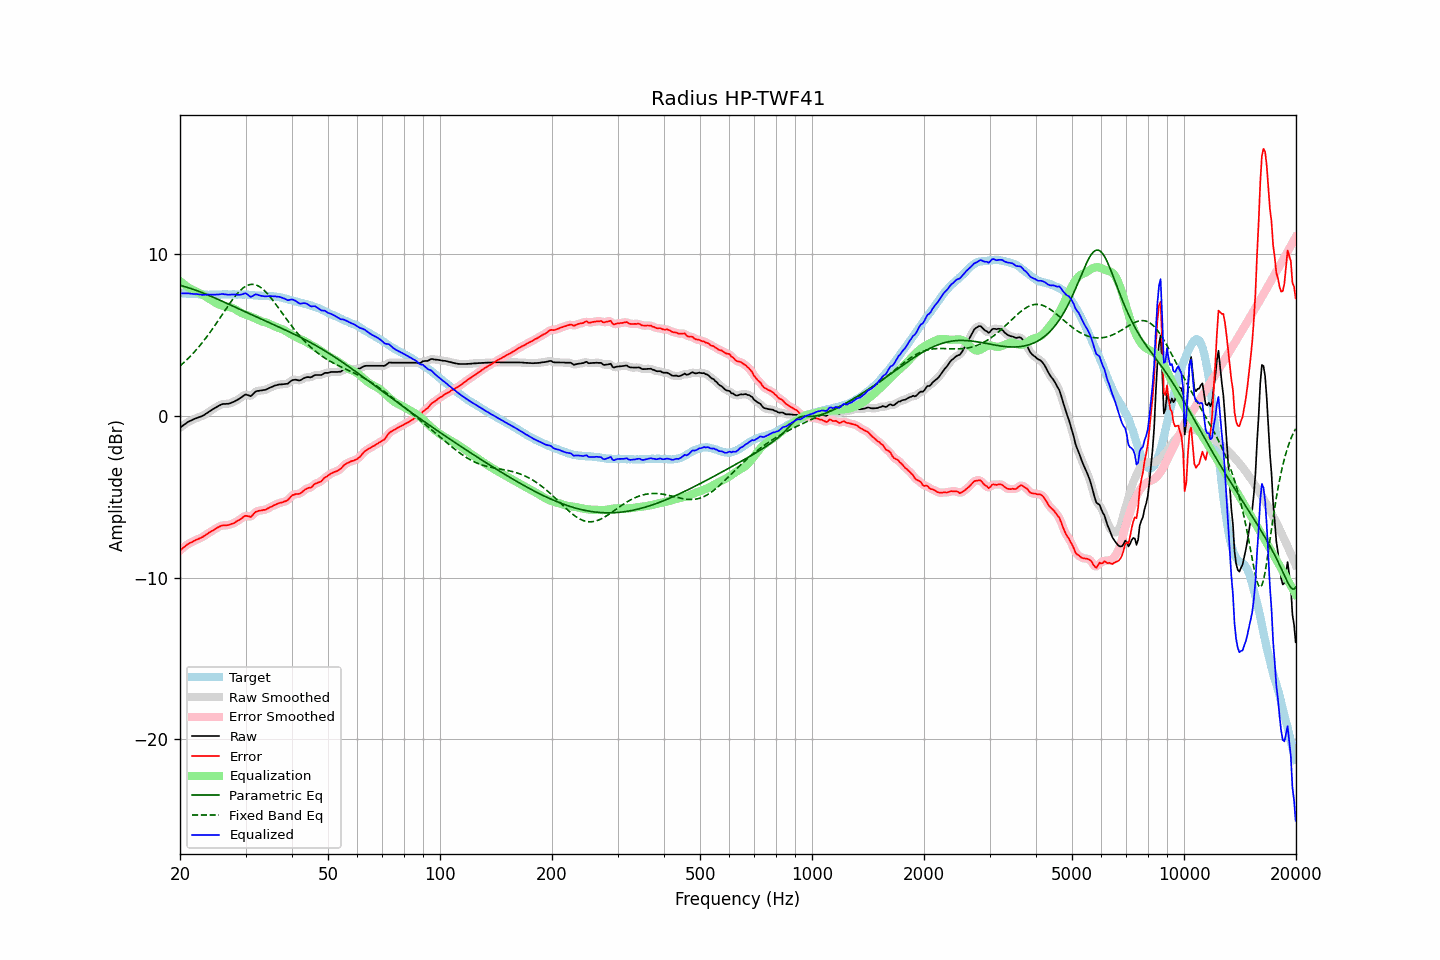 Radius HP-TWF41
Amplitude (dBr)
10
0
−10
−20
Target
Raw Smoothed
Error Smoothed
Raw
Error
Equalization
Parametric Eq
Fixed Band Eq
Equalized
20 50 100 200 500 1000 2000 5000 10000 20000
Frequency (Hz)